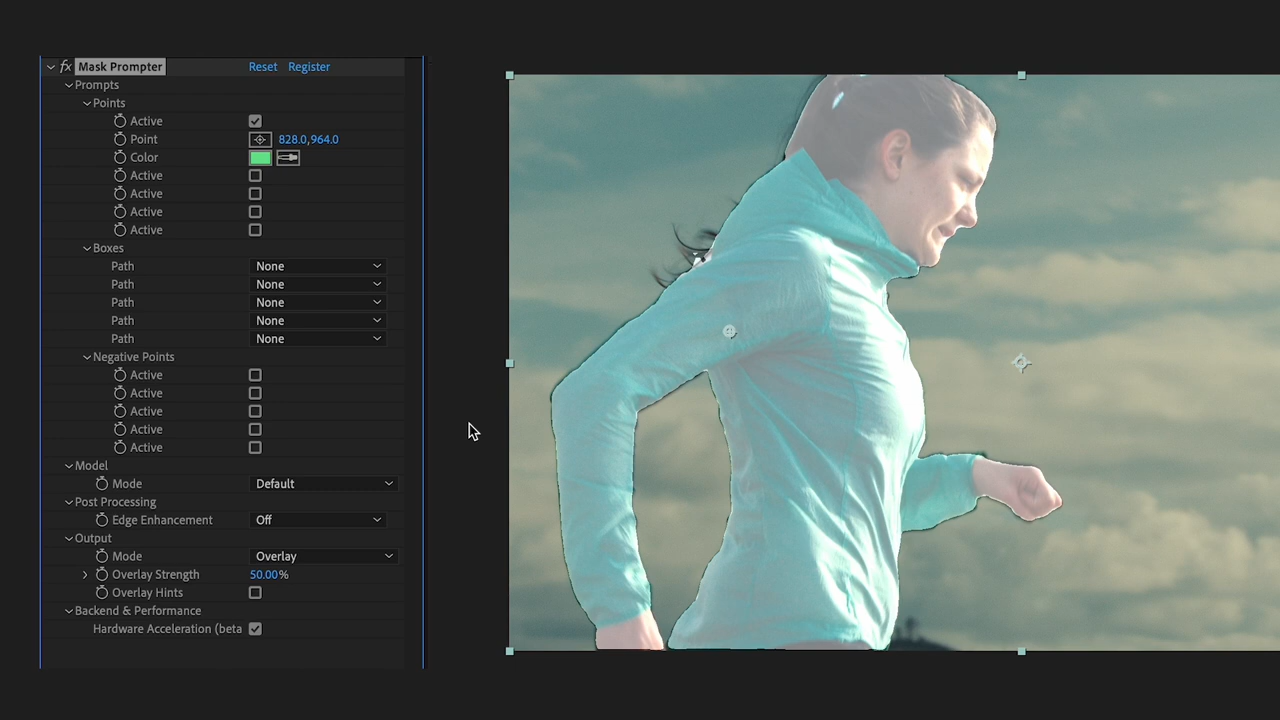 fx Mask Prompter Reset Register
Prompts
Points
Active
Point 828.0,964.0
Color
Active
Active
Active
Active
Boxes
Path None
Path None
Path None
Path None
Path None
Negative Points
Active
Active
Active
Active
Active
Model
Mode Default
Post Processing
Edge Enhancement Off
Output
Mode Overlay
Overlay Strength 50.00%
Overlay Hints
Backend & Performance
Hardware Acceleration (beta